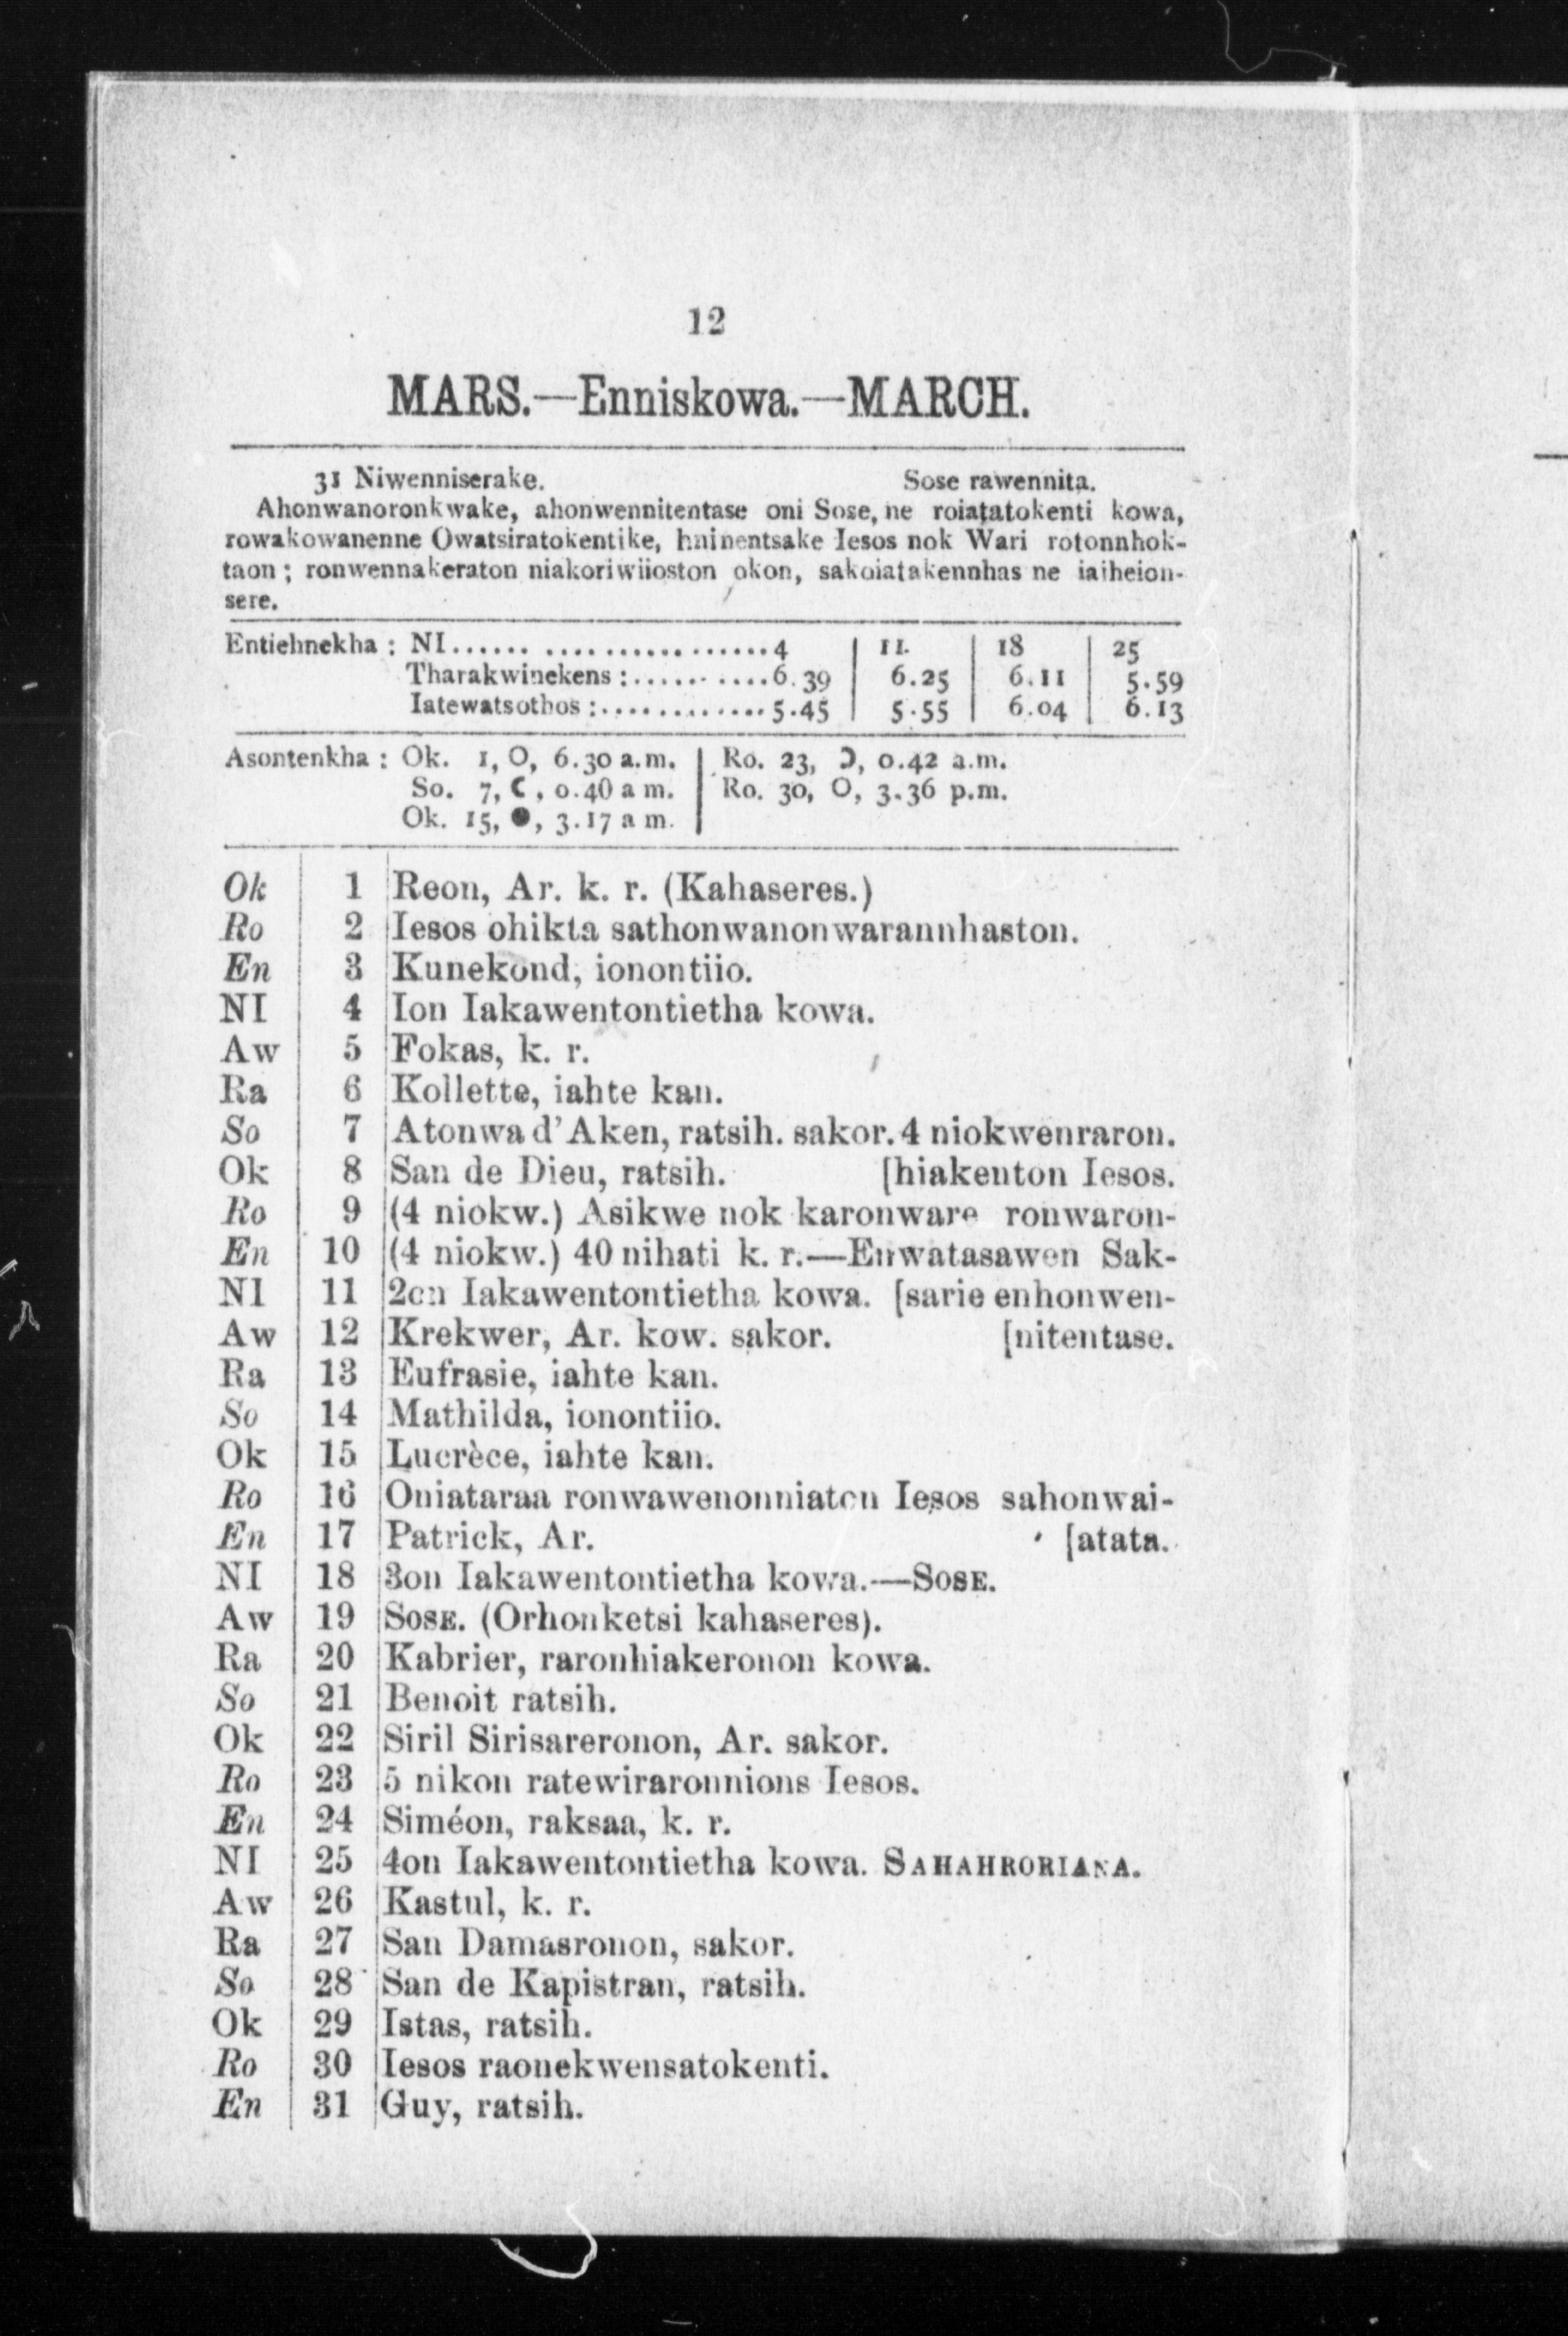 12
MARS.—Enniskowa.—MARCH.
31 Niwenniserake. Sose rawennita.
Ahonwanoronkwake, ahonwennitentase oni Sose, ne roiatatokenti kowa,
rowakowanenne Owatsiratokentike, hninentsake Iesos nok Wari rotonnhok-
taon; ronwennakeraton niakoriwiioston okon, sakoiatakennhas ne iaiheion-
sere.
Entiehnekha: NI...... .................4 | 11. | 18 | 25
Tharakwinekens:..........6.39 | 6.25 | 6.11 | 5.59
Iatewatsothos:.............5.45 | 5.55 | 6.04 | 6.13
Asontenkha: Ok. 1, O, 6.30 a.m. | Ro. 23, Ɔ, 0.42 a.m.
So. 7, C, 0.40 a m. | Ro. 30, O, 3.36 p.m.
Ok. 15, ●, 3.17 a m.
Ok 1 Reon, Ar. k. r. (Kahaseres.)
Ro 2 Iesos ohikta sathonwanonwarannhaston.
En 3 Kunekond, ionontiio.
NI 4 Ion Iakawentontietha kowa.
Aw 5 Fokas, k. r.
Ra 6 Kollette, iahte kan.
So 7 Atonwa d'Aken, ratsih. sakor. 4 niokwenraron.
Ok 8 San de Dieu, ratsih. [hiakenton Iesos.
Ro 9 (4 niokw.) Asikwe nok karonware ronwaron-
En 10 (4 niokw.) 40 nihati k. r.—Enwatasawen Sak-
NI 11 2on Iakawentontietha kowa. [sarie enhonwen-
Aw 12 Krekwer, Ar. kow. sakor. [nitentase.
Ra 13 Eufrasie, iahte kan.
So 14 Mathilda, ionontiio.
Ok 15 Lucrèce, iahte kan.
Ro 16 Oniataraa ronwawenonniaton Iesos sahonwai-
En 17 Patrick, Ar. [atata.
NI 18 3on Iakawentontietha kowa.—SOSE.
Aw 19 SOSE. (Orhonketsi kahaseres).
Ra 20 Kabrier, raronhiakeronon kowa.
So 21 Benoit ratsih.
Ok 22 Siril Sirisareronon, Ar. sakor.
Ro 23 5 nikon ratewiraronnions Iesos.
En 24 Siméon, raksaa, k. r.
NI 25 4on Iakawentontietha kowa. SAHAHRORIANA.
Aw 26 Kastul, k. r.
Ra 27 San Damasronon, sakor.
So 28 San de Kapistran, ratsih.
Ok 29 Istas, ratsih.
Ro 30 Iesos raonekwensatokenti.
En 31 Guy, ratsih.